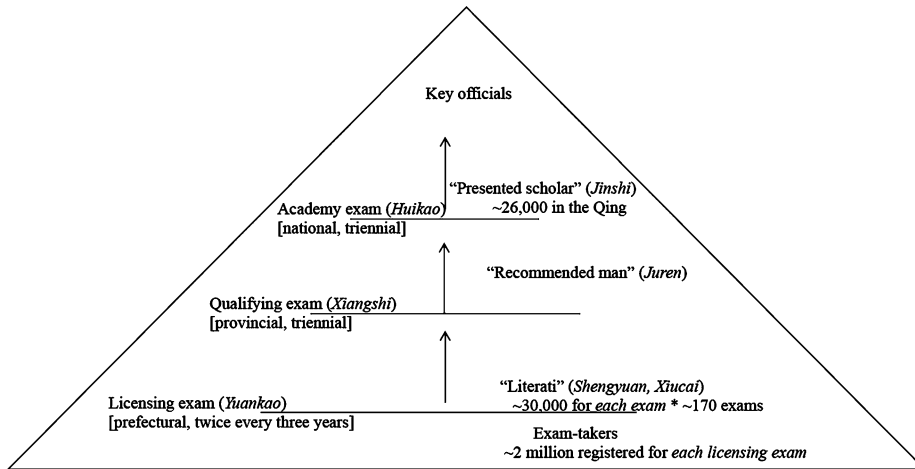 Key officials
“Presented scholar” (Jinshi)
~26,000 in the Qing
Academy exam (Huikao)
[national, triennial]
“Recommended man” (Juren)
Qualifying exam (Xiangshi)
[provincial, triennial]
“Literati” (Shengyuan, Xiucai)
~30,000 for each exam * ~170 exams
Licensing exam (Yuankao)
[prefectural, twice every three years]
Exam-takers
~2 million registered for each licensing exam